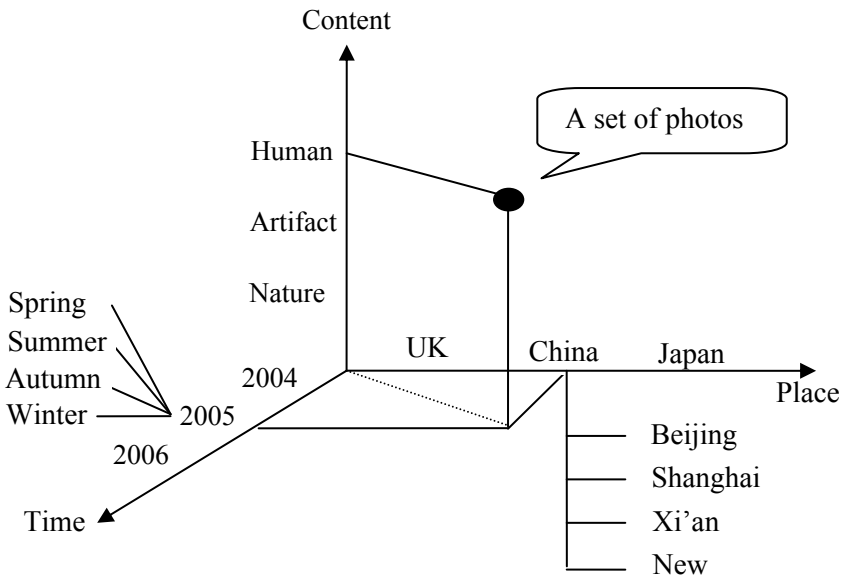 Content
A set of photos
Human
Artifact
Nature
Spring
Summer
Autumn
Winter
2004
2005
2006
Time
UK
China
Japan
Place
Beijing
Shanghai
Xi’an
New